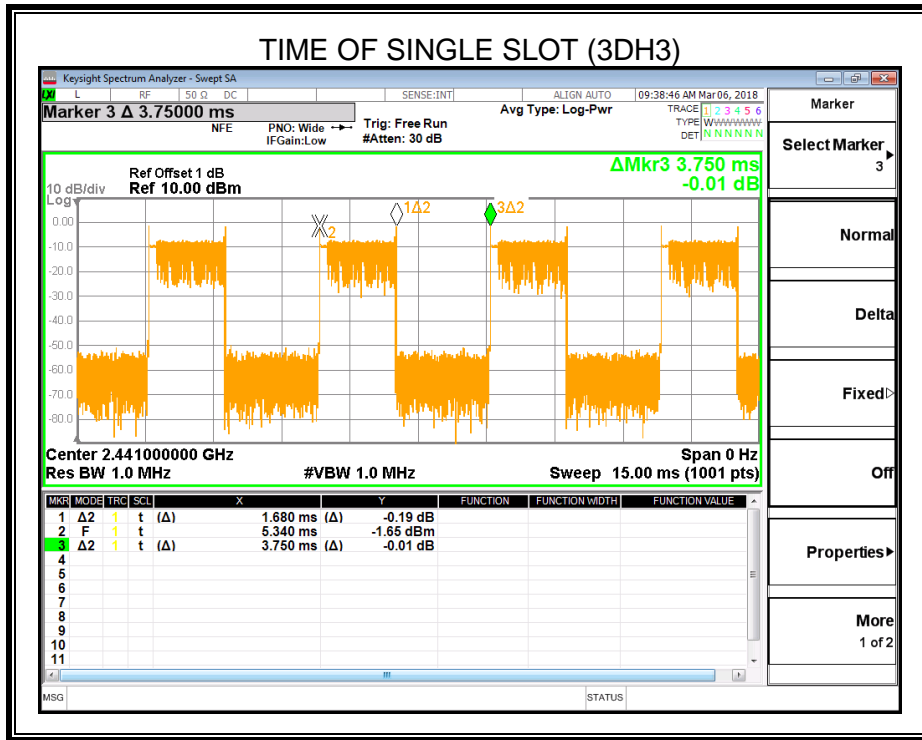 TIME OF SINGLE SLOT (3DH3)
Keysight Spectrum Analyzer - Swept SA
LXI L RF 50 Ω DC SENSE:INT ALIGN AUTO 09:38:46 AM Mar 06, 2018
Marker 3 Δ 3.75000 ms
NFE
PNO: Wide
IFGain:Low
Trig: Free Run
#Atten: 30 dB
Avg Type: Log-Pwr
TRACE 1 2 3 4 5 6
TYPE WWWWWW
DET N N N N N N
Ref Offset 1 dB
Ref 10.00 dBm
10 dB/div
Log
ΔMkr3 3.750 ms
-0.01 dB
0.00
-10.0
-20.0
-30.0
-40.0
-50.0
-60.0
-70.0
-80.0
2
1Δ2
3Δ2
Center 2.441000000 GHz
Span 0 Hz
Res BW 1.0 MHz
#VBW 1.0 MHz
Sweep 15.00 ms (1001 pts)
MKR MODE TRC SCL X Y FUNCTION FUNCTION WIDTH FUNCTION VALUE
1 Δ2 1 t (Δ) 1.680 ms (Δ) -0.19 dB
2 F 1 t 5.340 ms -1.65 dBm
3 Δ2 1 t (Δ) 3.750 ms (Δ) -0.01 dB
4
5
6
7
8
9
10
11
MSG
STATUS
Marker
Select Marker
3
Normal
Delta
Fixed
Off
Properties
More
1 of 2